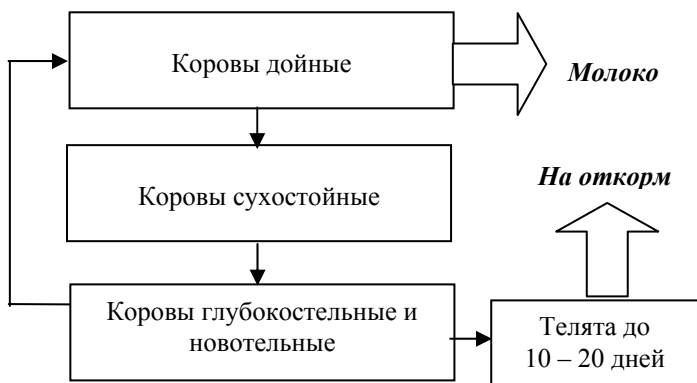 Коровы дойные
Молоко
Коровы сухостойные
На откорм
Коровы глубокостельные и
новотельные
Телята до
10 – 20 дней